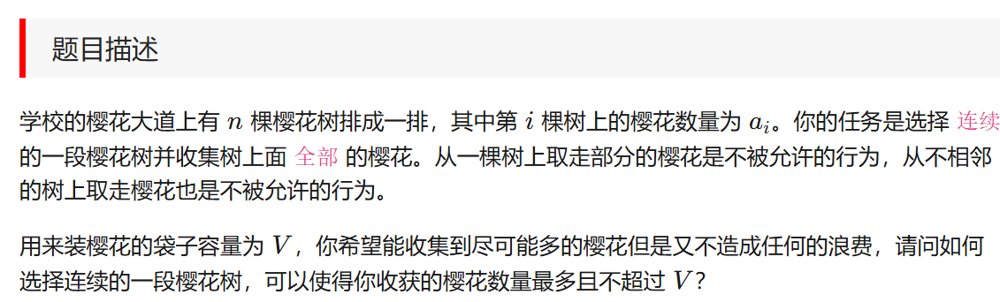 题目描述
学校的樱花大道上有 n 棵樱花树排成一排，其中第 i 棵树上的樱花数量为 aᵢ。你的任务是选择 连续
的一段樱花树并收集树上面 全部 的樱花。从一棵树上取走部分的樱花是不被允许的行为，从不相邻
的树上取走樱花也是不被允许的行为。
用来装樱花的袋子容量为 V，你希望能收集到尽可能多的樱花但是又不造成任何的浪费，请问如何
选择连续的一段樱花树，可以使得你收获的樱花数量最多且不超过 V？